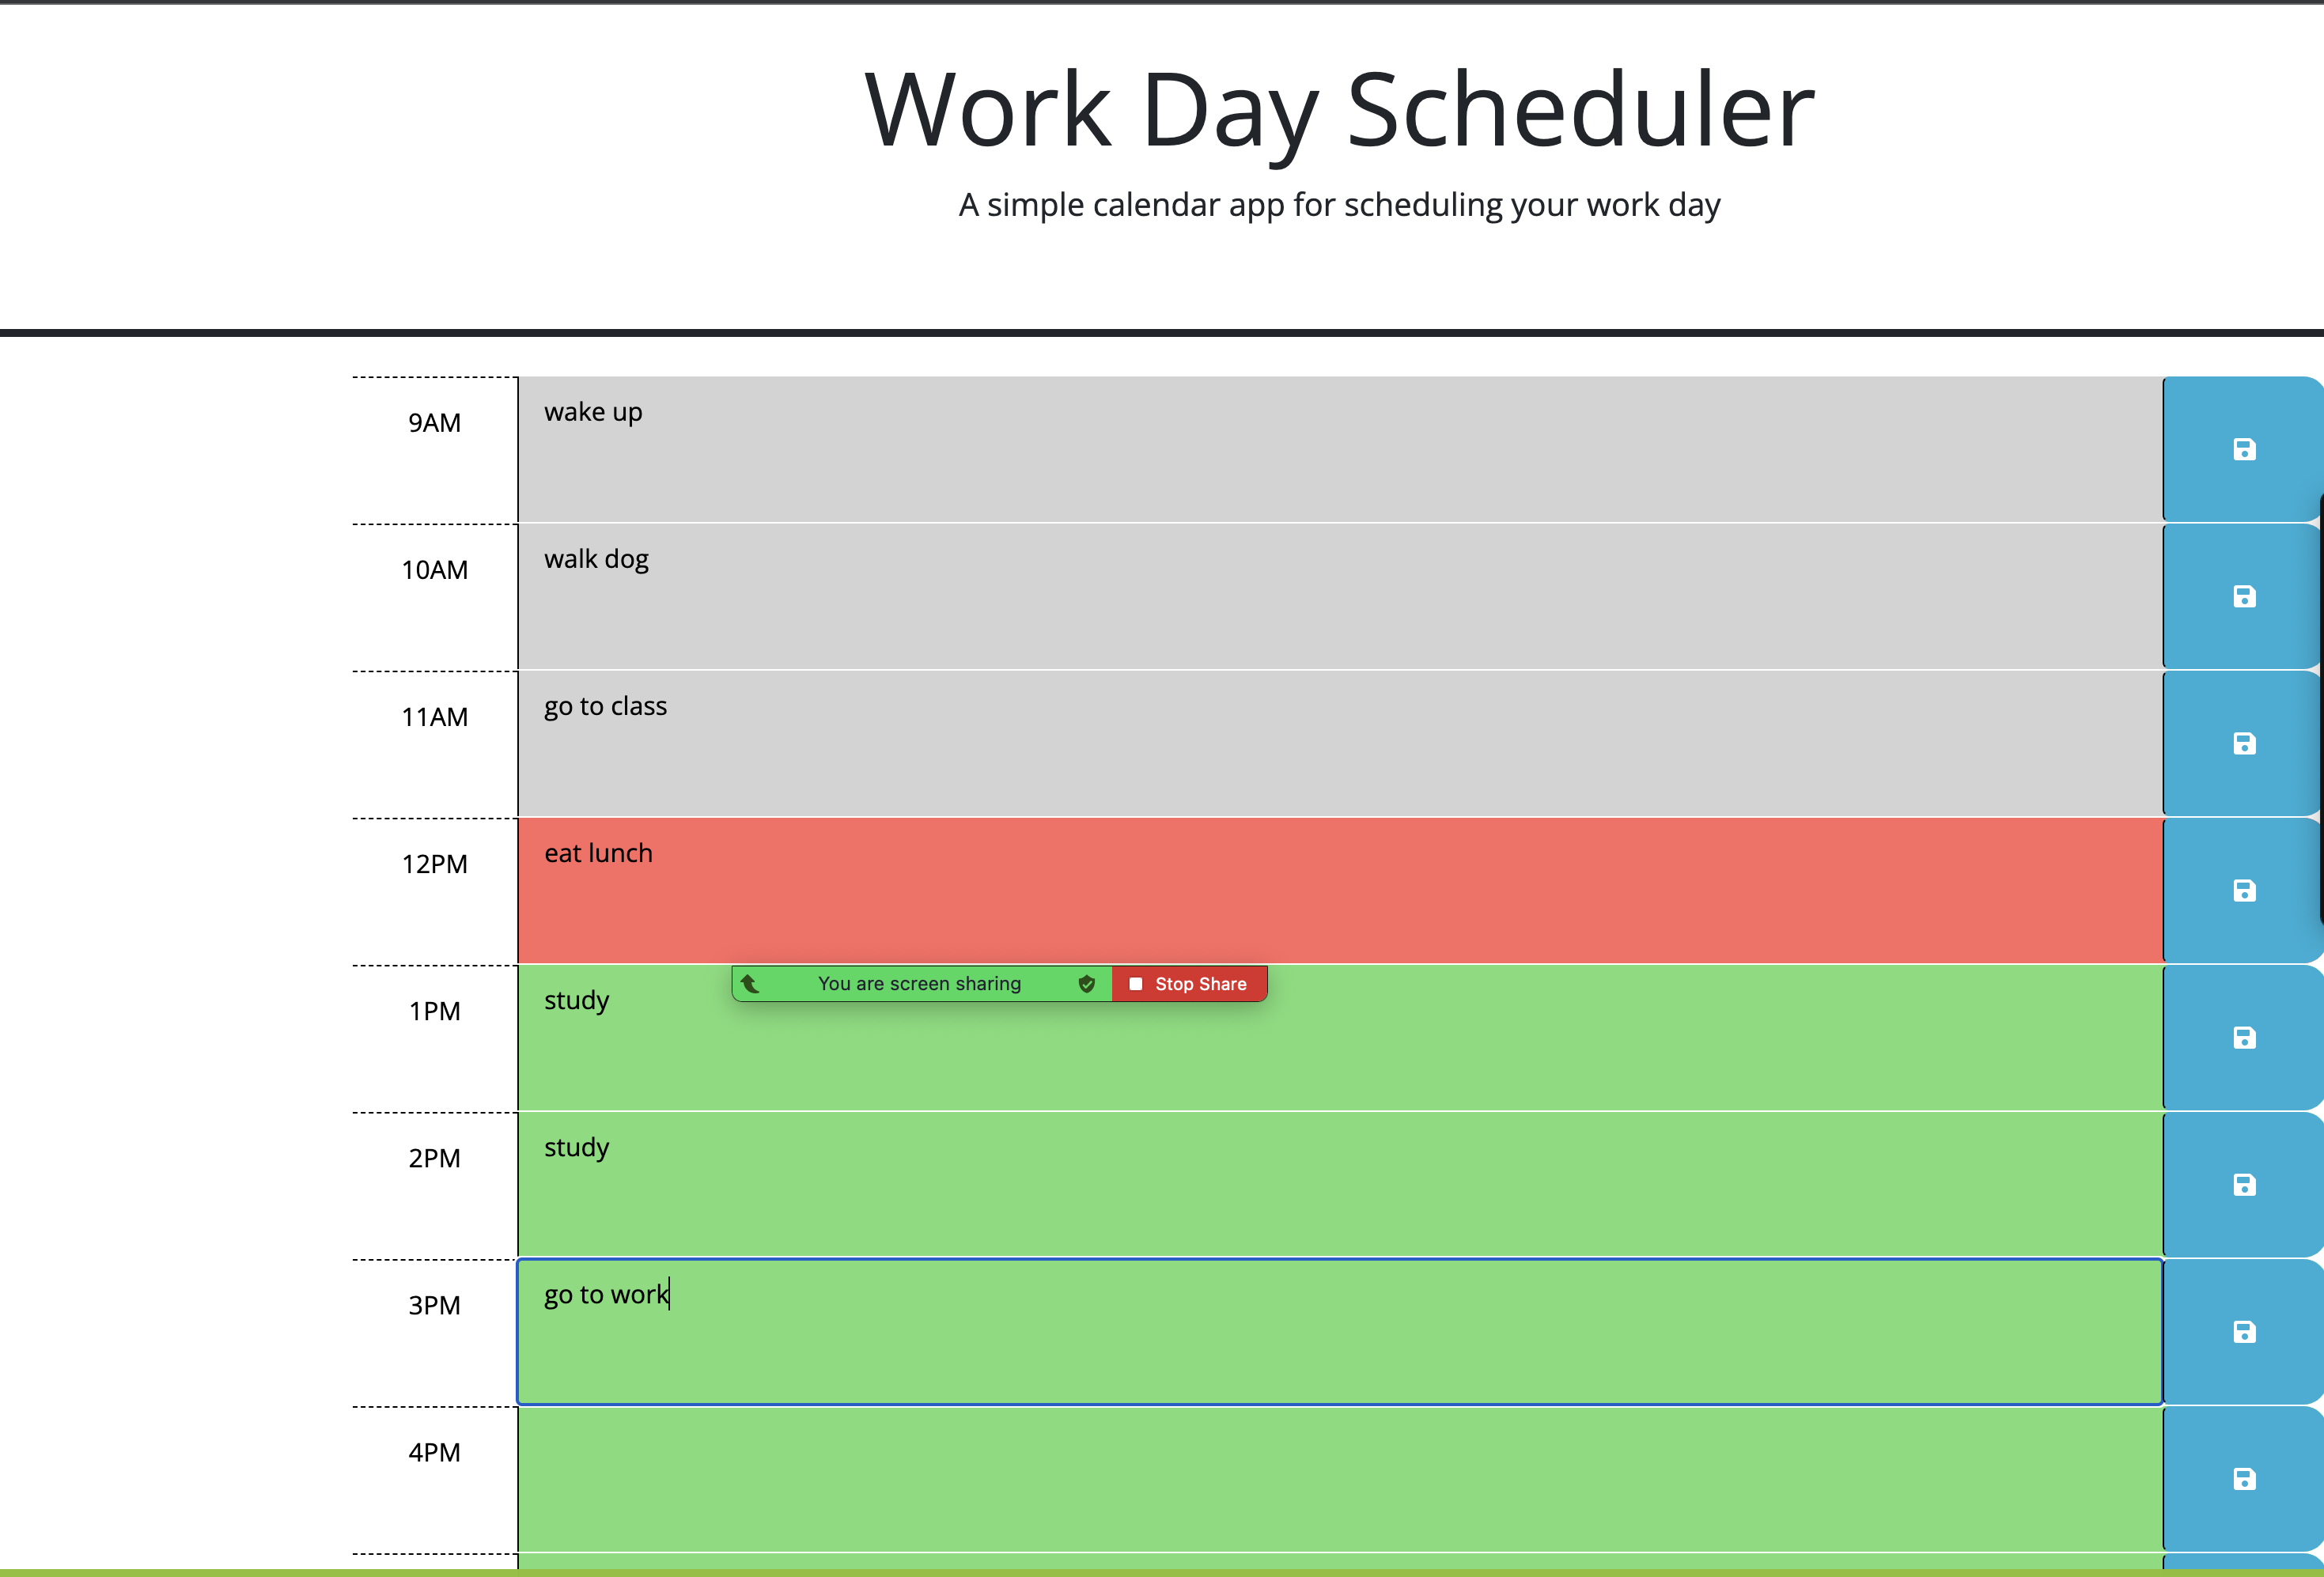 Work Day Scheduler
A simple calendar app for scheduling your work day
9AM
wake up
10AM
walk dog
11AM
go to class
12PM
eat lunch
1PM
study
You are screen sharing
Stop Share
2PM
study
3PM
go to work
4PM